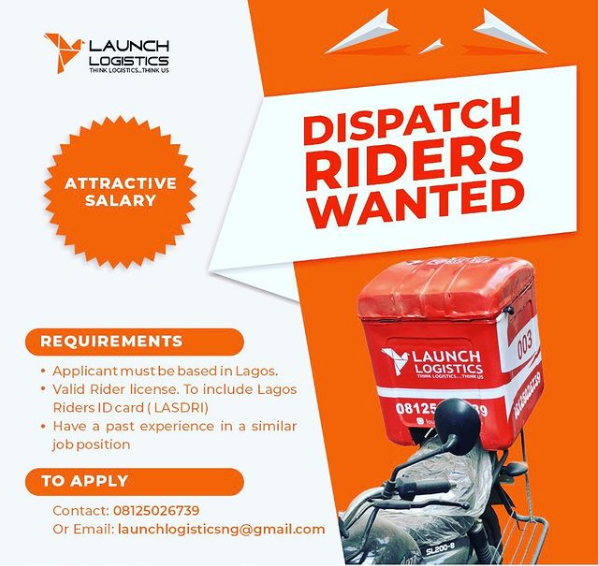 LAUNCH
LOGISTICS
THINK LOGISTICS...THINK US
DISPATCH
RIDERS
WANTED
ATTRACTIVE
SALARY
REQUIREMENTS
• Applicant must be based in Lagos.
• Valid Rider license. To include Lagos
Riders ID card ( LASDRI)
• Have a past experience in a similar
job position
TO APPLY
Contact: 08125026739
Or Email: launchlogisticsng@gmail.com
003
LAUNCH
LOGISTICS
THINK LOGISTICS...THINK US
08125026739
SL200-8